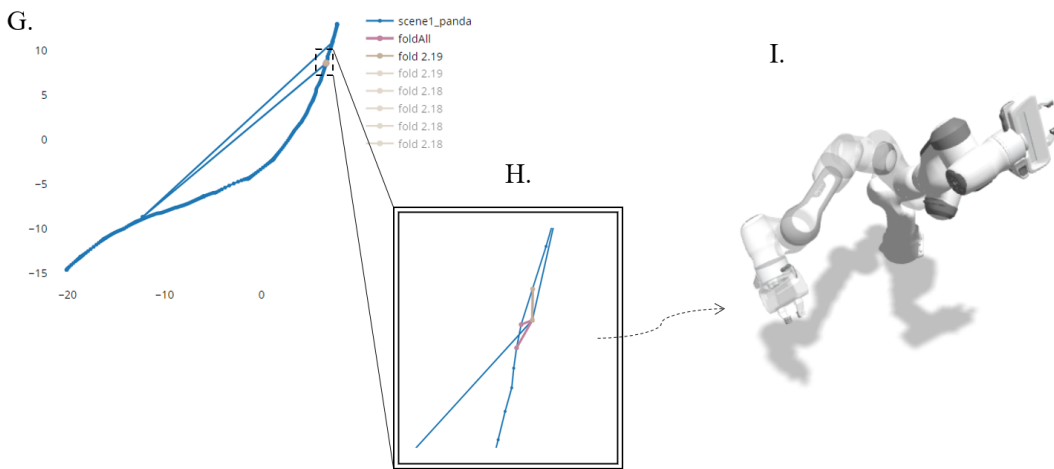 G.
10
5
0
−5
−10
−15
−20
−10
0
scene1_panda
foldAll
fold 2.19
fold 2.19
fold 2.18
fold 2.18
fold 2.18
fold 2.18
H.
I.